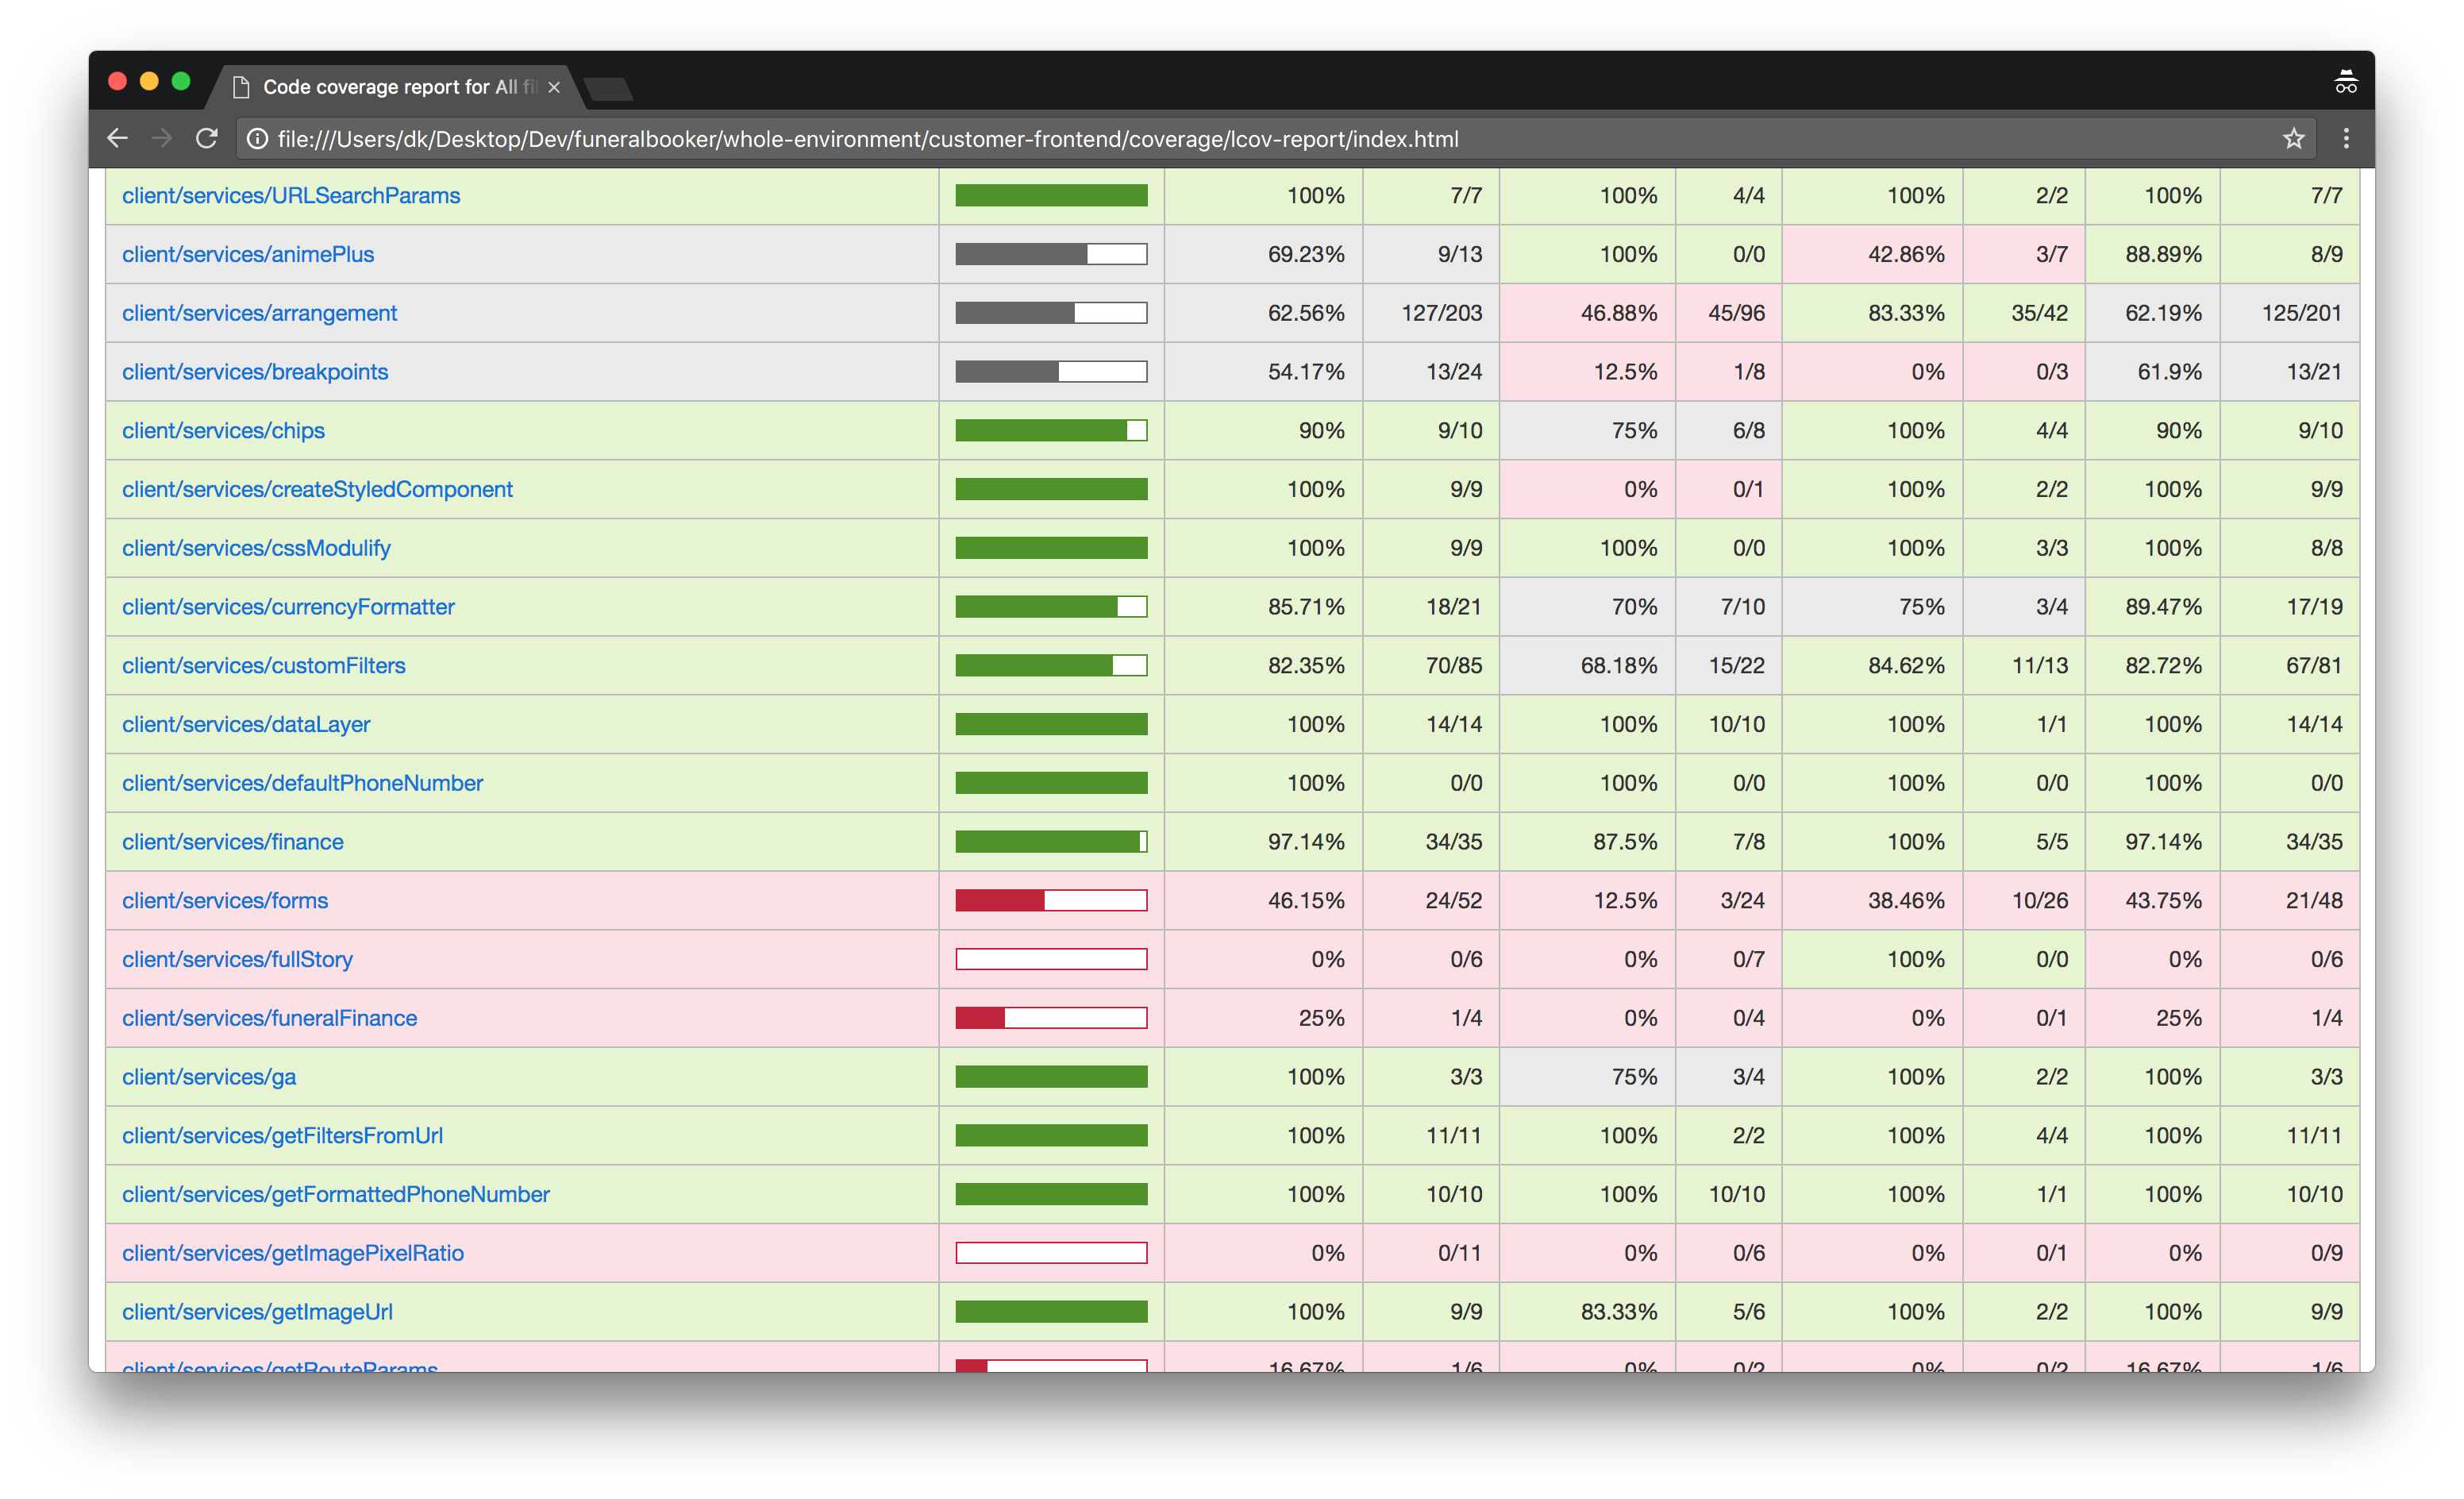 Code coverage report for All fil
file:///Users/dk/Desktop/Dev/funeralbooker/whole-environment/customer-frontend/coverage/lcov-report/index.html
client/services/URLSearchParams 100% 7/7 100% 4/4 100% 2/2 100% 7/7
client/services/animePlus 69.23% 9/13 100% 0/0 42.86% 3/7 88.89% 8/9
client/services/arrangement 62.56% 127/203 46.88% 45/96 83.33% 35/42 62.19% 125/201
client/services/breakpoints 54.17% 13/24 12.5% 1/8 0% 0/3 61.9% 13/21
client/services/chips 90% 9/10 75% 6/8 100% 4/4 90% 9/10
client/services/createStyledComponent 100% 9/9 0% 0/1 100% 2/2 100% 9/9
client/services/cssModulify 100% 9/9 100% 0/0 100% 3/3 100% 8/8
client/services/currencyFormatter 85.71% 18/21 70% 7/10 75% 3/4 89.47% 17/19
client/services/customFilters 82.35% 70/85 68.18% 15/22 84.62% 11/13 82.72% 67/81
client/services/dataLayer 100% 14/14 100% 10/10 100% 1/1 100% 14/14
client/services/defaultPhoneNumber 100% 0/0 100% 0/0 100% 0/0 100% 0/0
client/services/finance 97.14% 34/35 87.5% 7/8 100% 5/5 97.14% 34/35
client/services/forms 46.15% 24/52 12.5% 3/24 38.46% 10/26 43.75% 21/48
client/services/fullStory 0% 0/6 0% 0/7 100% 0/0 0% 0/6
client/services/funeralFinance 25% 1/4 0% 0/4 0% 0/1 25% 1/4
client/services/ga 100% 3/3 75% 3/4 100% 2/2 100% 3/3
client/services/getFiltersFromUrl 100% 11/11 100% 2/2 100% 4/4 100% 11/11
client/services/getFormattedPhoneNumber 100% 10/10 100% 10/10 100% 1/1 100% 10/10
client/services/getImagePixelRatio 0% 0/11 0% 0/6 0% 0/1 0% 0/9
client/services/getImageUrl 100% 9/9 83.33% 5/6 100% 2/2 100% 9/9
client/services/getRouteParams 16.67% 1/6 0% 0/2 0% 0/2 16.67% 1/6